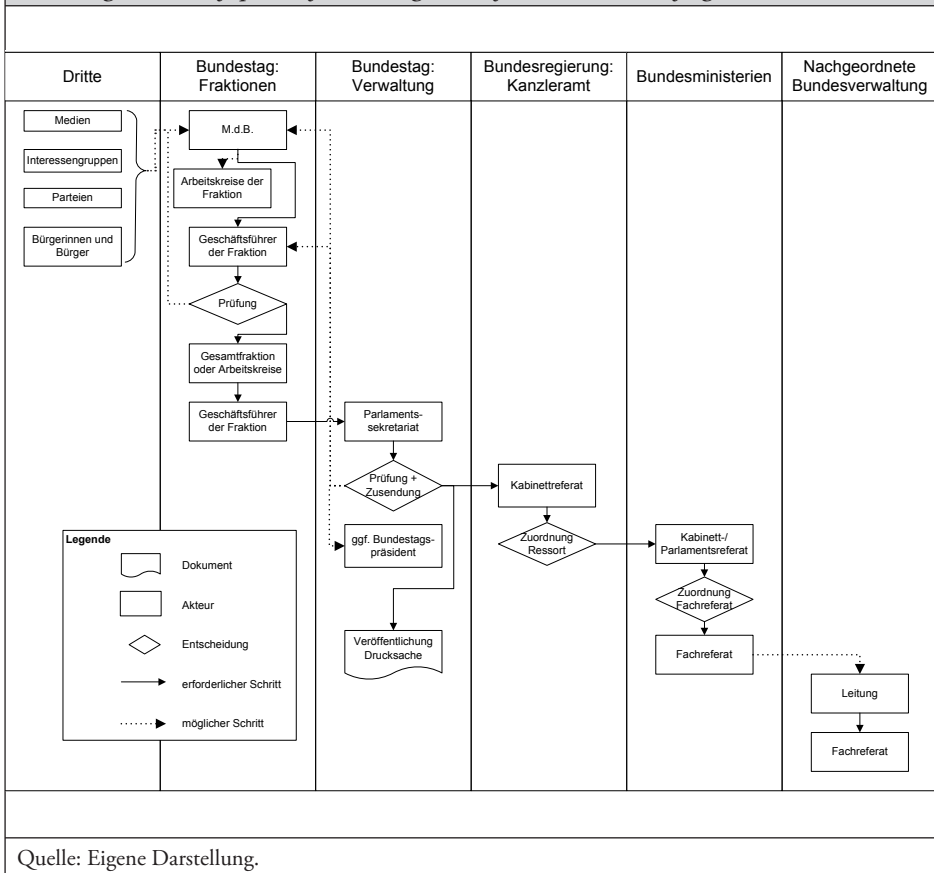 Dritte
Bundestag:
Fraktionen
Bundestag:
Verwaltung
Bundesregierung:
Kanzleramt
Bundesministerien
Nachgeordnete
Bundesverwaltung
Medien
Interessengruppen
Parteien
Bürgerinnen und
Bürger
M.d.B.
Arbeitskreise der
Fraktion
Geschäftsführer
der Fraktion
Prüfung
Gesamtfraktion
oder Arbeitskreise
Geschäftsführer
der Fraktion
Parlaments-
sekretariat
Prüfung +
Zusendung
ggf. Bundestags-
präsident
Veröffentlichung
Drucksache
Kabinettreferat
Zuordnung
Ressort
Kabinett-/
Parlamentsreferat
Zuordnung
Fachreferat
Fachreferat
Leitung
Fachreferat
Legende
Dokument
Akteur
Entscheidung
erforderlicher Schritt
möglicher Schritt
Quelle: Eigene Darstellung.